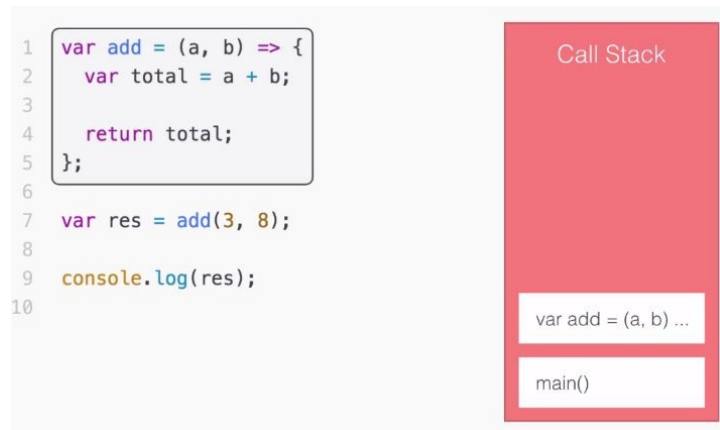 1 var add = (a, b) => {
2 var total = a + b;
3
4 return total;
5 };
6
7 var res = add(3, 8);
8
9 console.log(res);
10
Call Stack
var add = (a, b) ...
main()